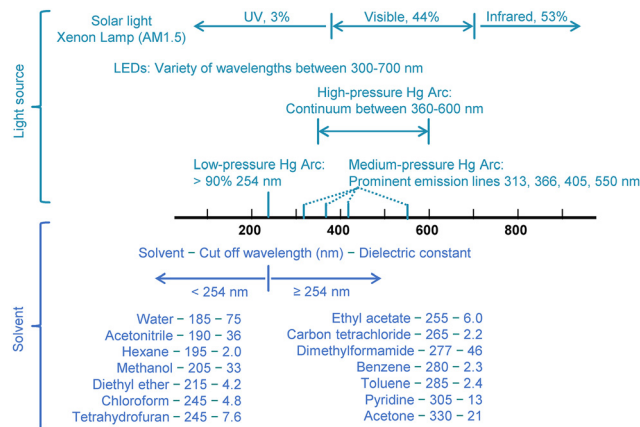 Solar light
Xenon Lamp (AM1.5)
UV, 3%
Visible, 44%
Infrared, 53%
LEDs: Variety of wavelengths between 300-700 nm
High-pressure Hg Arc:
Continuum between 360-600 nm
Light source
Low-pressure Hg Arc:
> 90% 254 nm
Medium-pressure Hg Arc:
Prominent emission lines 313, 366, 405, 550 nm
200 400 600 800
Solvent – Cut off wavelength (nm) – Dielectric constant
< 254 nm
≥ 254 nm
Solvent
Water – 185 – 75
Acetonitrile – 190 – 36
Hexane – 195 – 2.0
Methanol – 205 – 33
Diethyl ether – 215 – 4.2
Chloroform – 245 – 4.8
Tetrahydrofuran – 245 – 7.6
Ethyl acetate – 255 – 6.0
Carbon tetrachloride – 265 – 2.2
Dimethylformamide – 277 – 46
Benzene – 280 – 2.3
Toluene – 285 – 2.4
Pyridine – 305 – 13
Acetone – 330 – 21